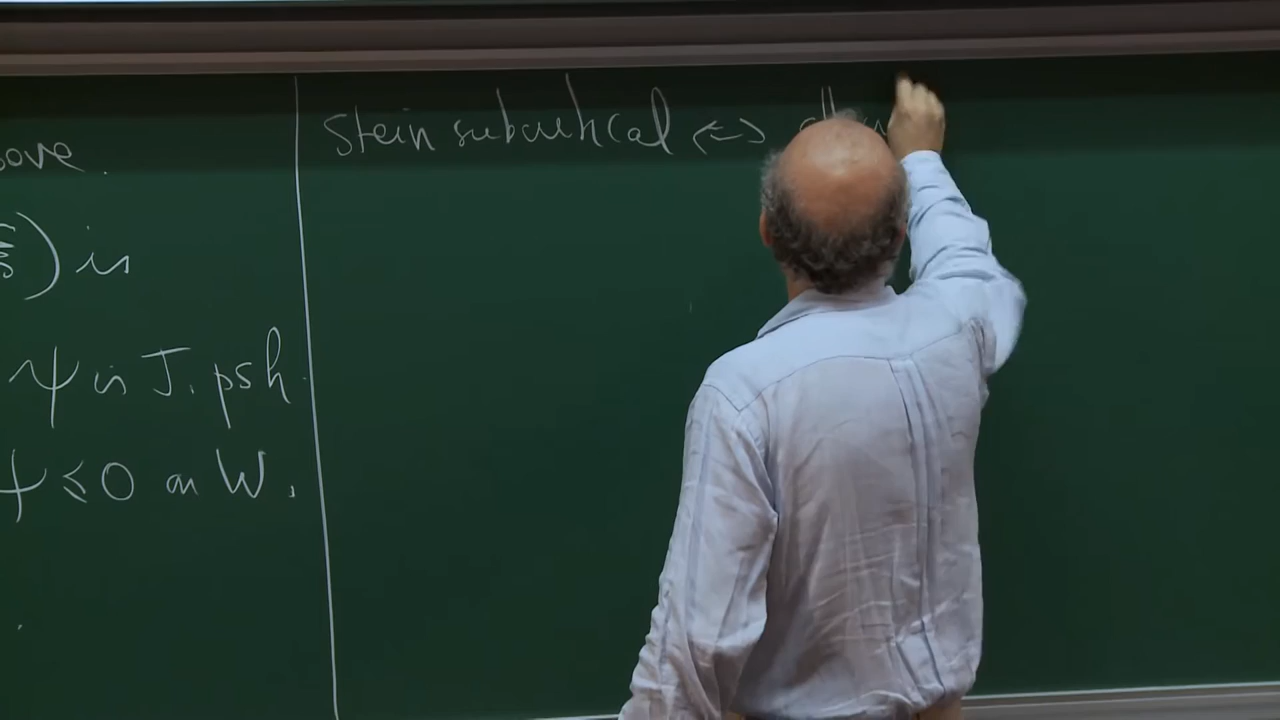 ove.
) is
ψ is J. psh.
ψ ≤ 0 on W.
Stein subcritical ↔